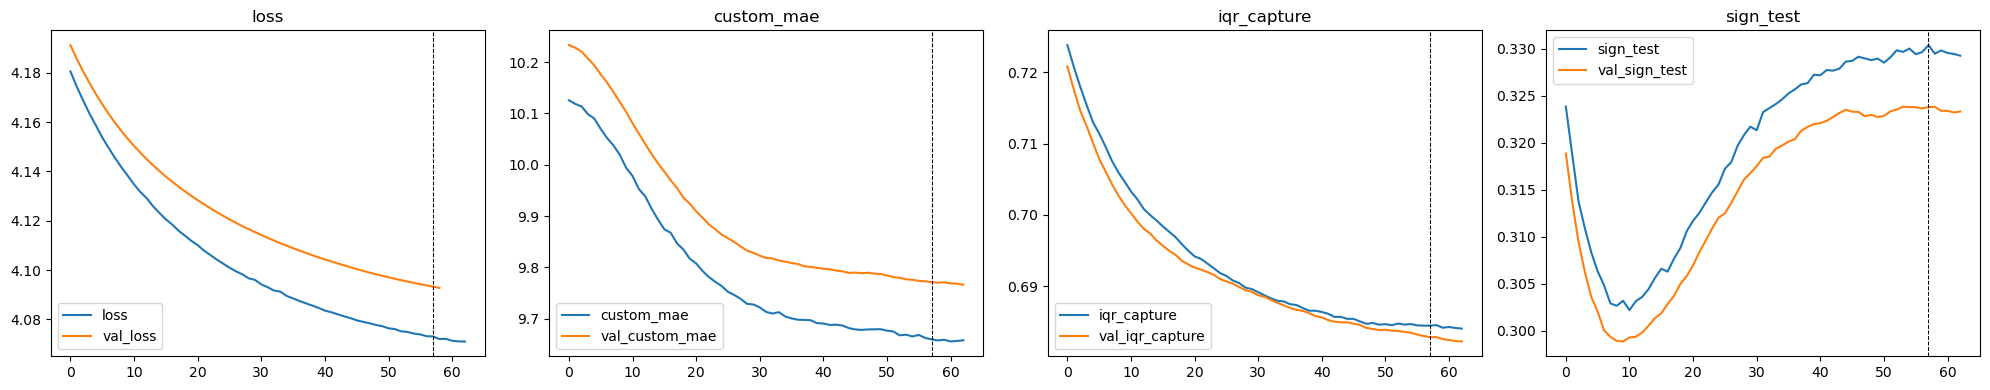 loss
4.18
4.16
4.14
4.12
4.10
4.08
loss
val_loss
0 10 20 30 40 50 60
custom_mae
10.2
10.1
10.0
9.9
9.8
9.7
custom_mae
val_custom_mae
0 10 20 30 40 50 60
iqr_capture
0.72
0.71
0.70
0.69
iqr_capture
val_iqr_capture
0 10 20 30 40 50 60
sign_test
sign_test
val_sign_test
0.330
0.325
0.320
0.315
0.310
0.305
0.300
0 10 20 30 40 50 60